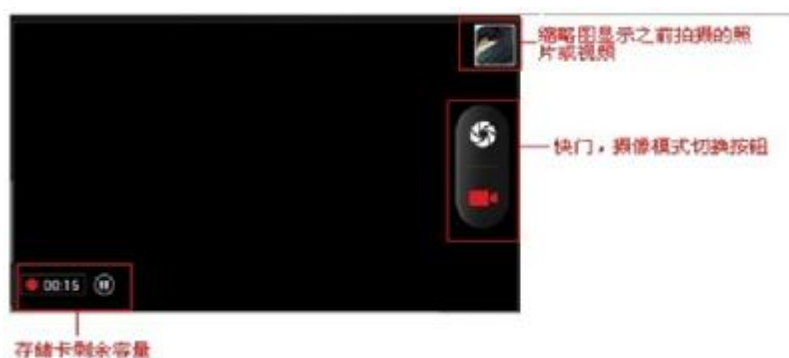 缩略图显示之前拍摄的照
片或视频
快门，摄像模式切换按钮
00:15
存储卡剩余容量